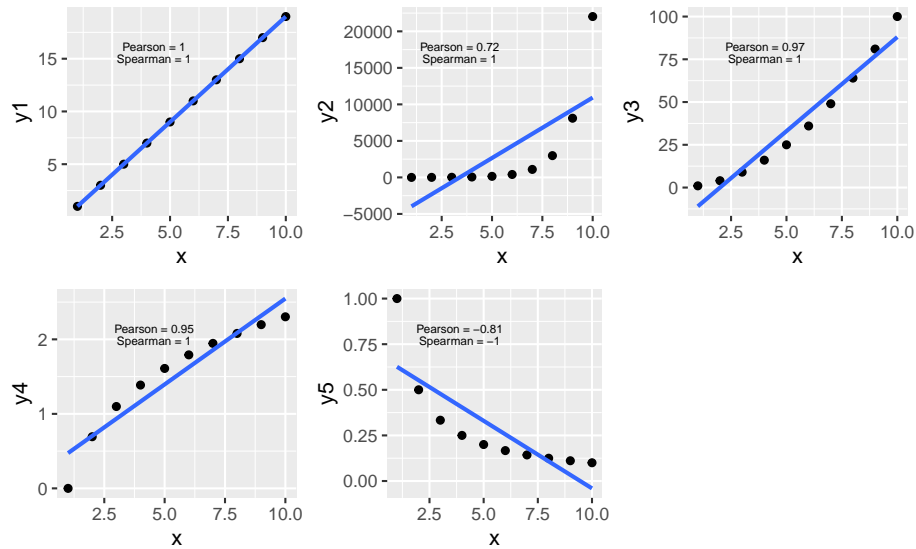 Pearson = 1
Spearman = 1
15
10
5
y1
2.5 5.0 7.5 10.0
x
Pearson = 0.72
Spearman = 1
20000
15000
10000
5000
0
−5000
y2
2.5 5.0 7.5 10.0
x
Pearson = 0.97
Spearman = 1
100
75
50
25
0
y3
2.5 5.0 7.5 10.0
x
Pearson = 0.95
Spearman = 1
2
1
0
y4
2.5 5.0 7.5 10.0
x
Pearson = −0.81
Spearman = −1
1.00
0.75
0.50
0.25
0.00
y5
2.5 5.0 7.5 10.0
x